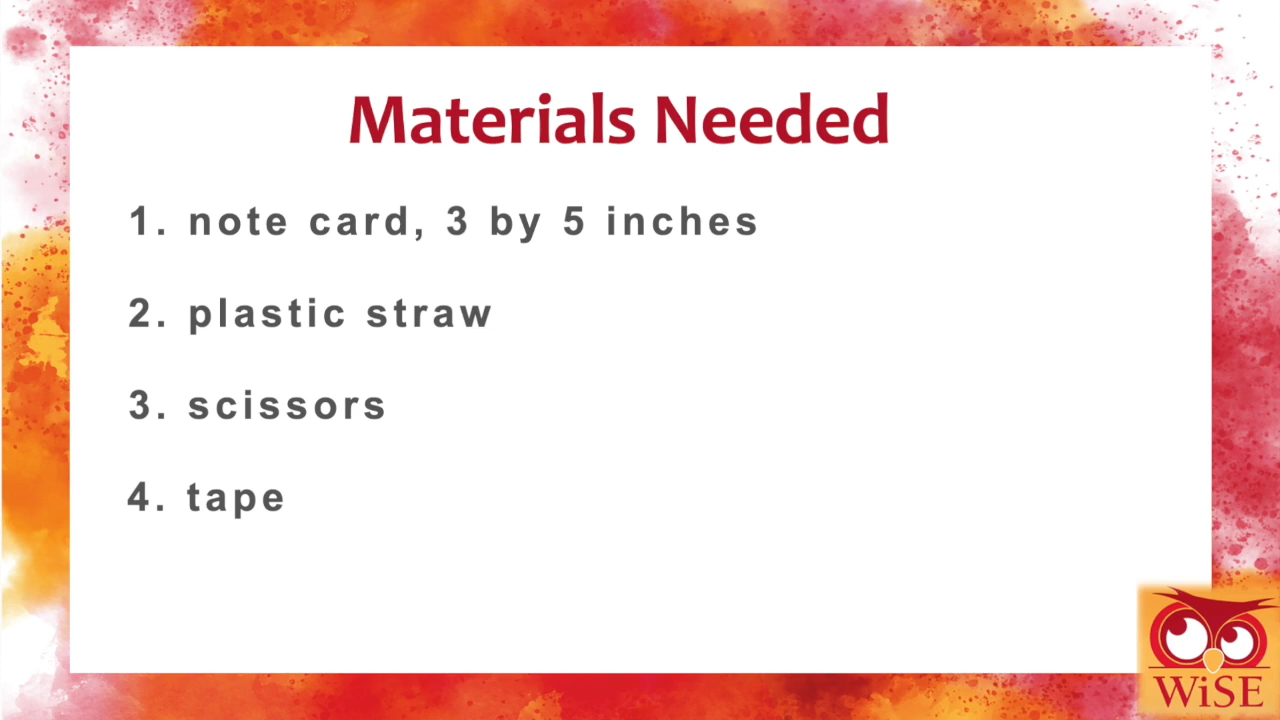 Materials Needed
1. note card, 3 by 5 inches
2. plastic straw
3. scissors
4. tape
WiSE